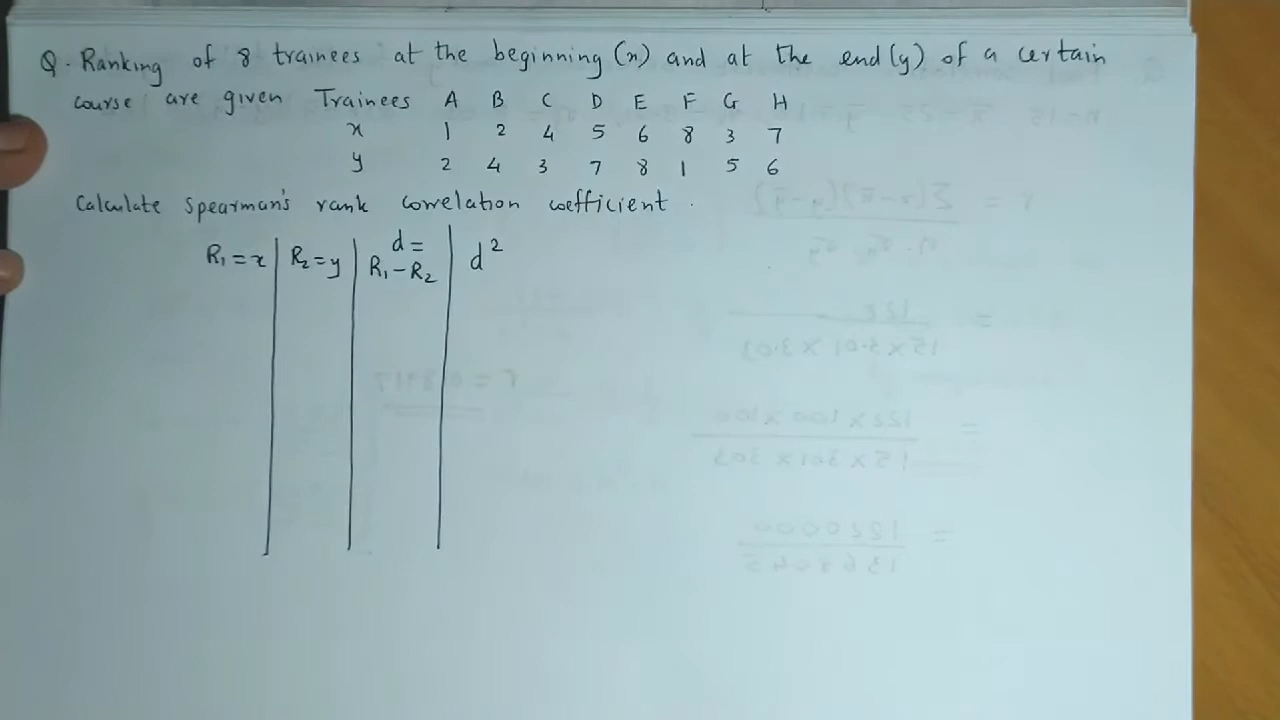 Q. Ranking of 8 trainees at the beginning (x) and at the end (y) of a certain
course are given Trainees A B C D E F G H
x 1 2 4 5 6 8 3 7
y 2 4 3 7 8 1 5 6
Calculate Spearman's rank correlation coefficient.
R₁=x | R₂=y | d=R₁-R₂ | d²